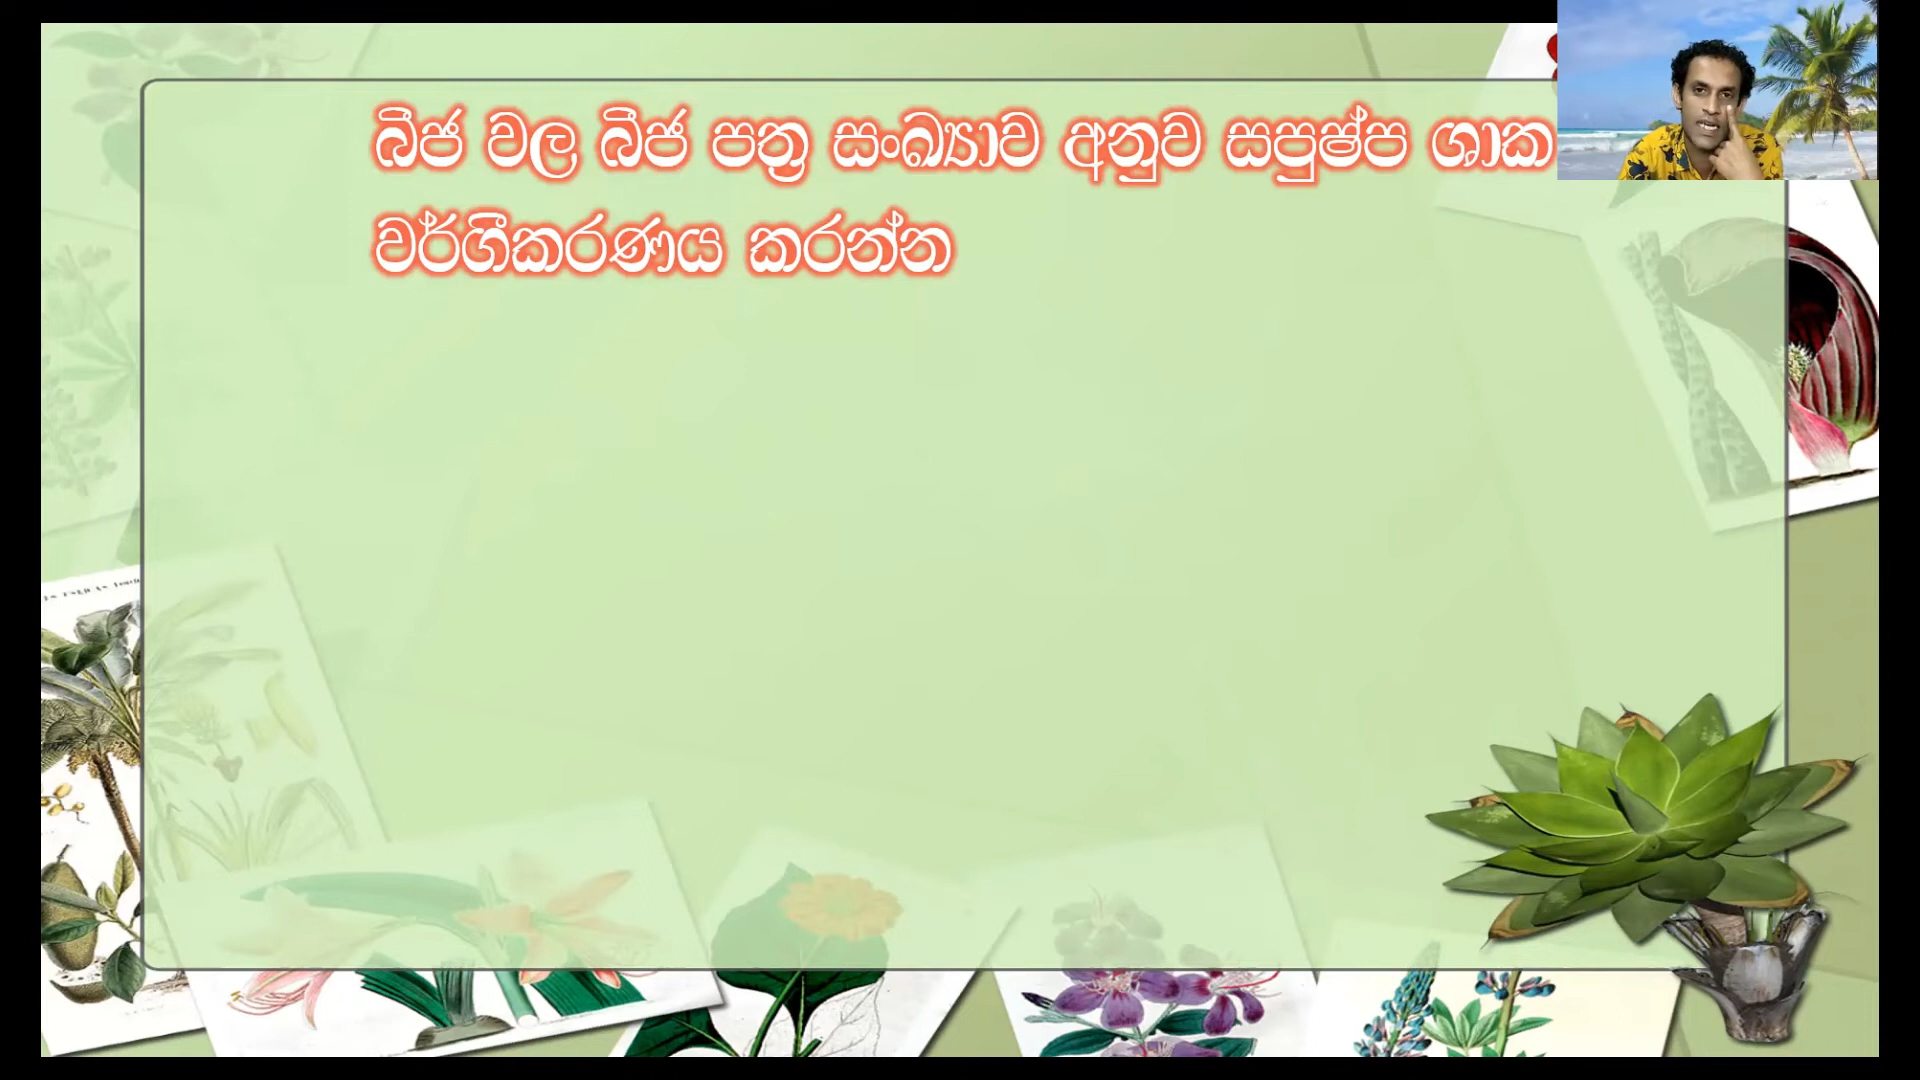 බීජ වල බීජ පත්‍ර සංඛ්‍යාව අනුව සපුෂ්ප ශාක
වර්ගීකරණය කරන්න